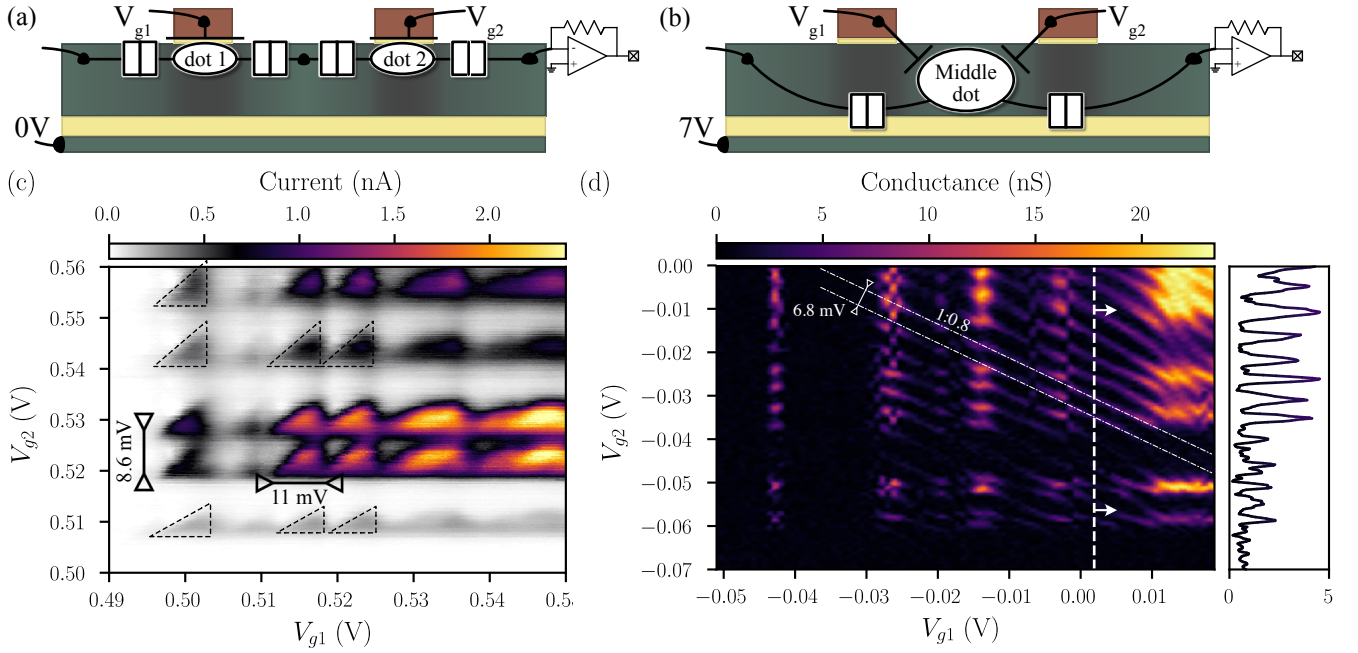 (a)
V
g1
V
g2
dot 1
dot 2
-
+
0V
(b)
V
g1
V
g2
Middle
dot
-
+
7V
(c)
Current (nA)
0.0 0.5 1.0 1.5 2.0
0.56
0.55
0.54
0.53
0.52
0.51
0.50
V_{g2} (V)
8.6 mV
11 mV
0.49 0.50 0.51 0.52 0.53 0.54
V_{g1} (V)
(d)
Conductance (nS)
0 5 10 15 20
0.00
−0.01
−0.02
−0.03
−0.04
−0.05
−0.06
−0.07
V_{g2} (V)
6.8 mV
1:0.8
−0.05 −0.04 −0.03 −0.02 −0.01 0.00 0.01
V_{g1} (V)
0 5